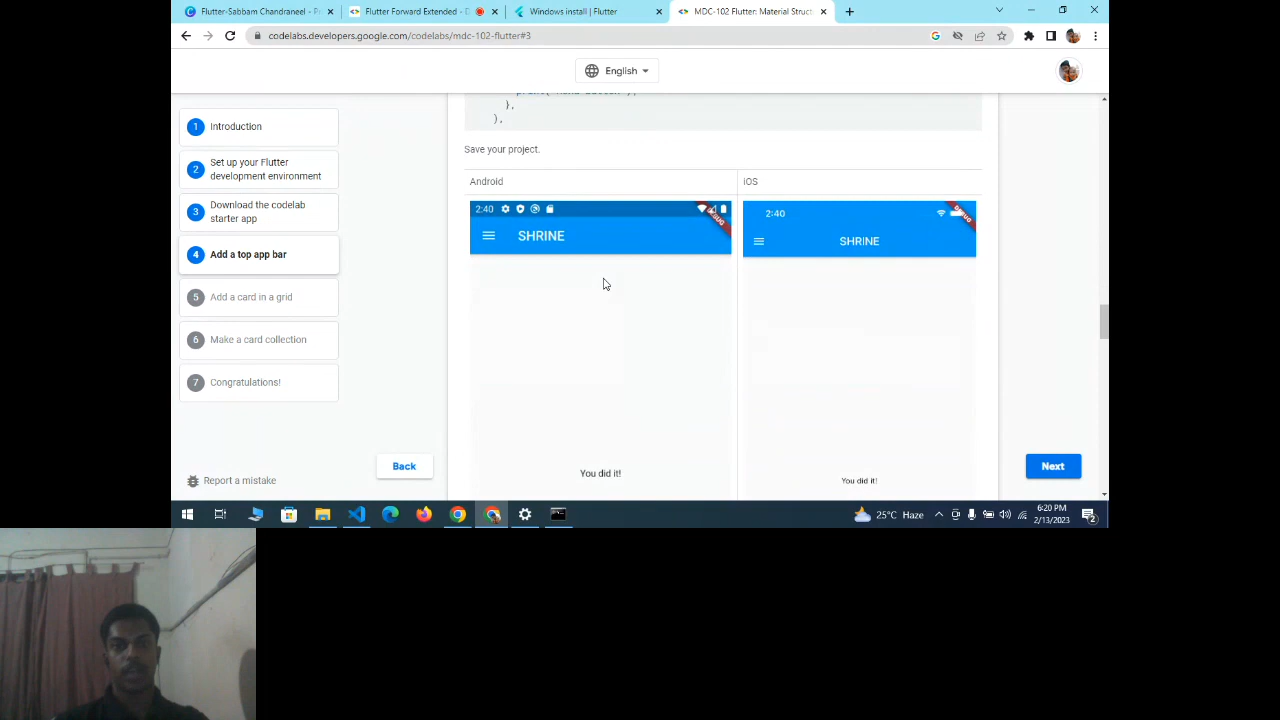 Flutter-Sabbam Chandraneel - P
Flutter Forward Extended - D
Windows install | Flutter
MDC-102 Flutter: Material Struct
codelabs.developers.google.com/codelabs/mdc-102-flutter#3
English
1 Introduction
2 Set up your Flutter
development environment
3 Download the codelab
starter app
4 Add a top app bar
5 Add a card in a grid
6 Make a card collection
7 Congratulations!
Report a mistake
Back
},
),
Save your project.
Android
iOS
2:40
DEBUG
SHRINE
You did it!
2:40
DEBUG
SHRINE
You did it!
Next
25°C Haze
6:20 PM
2/13/2023
2